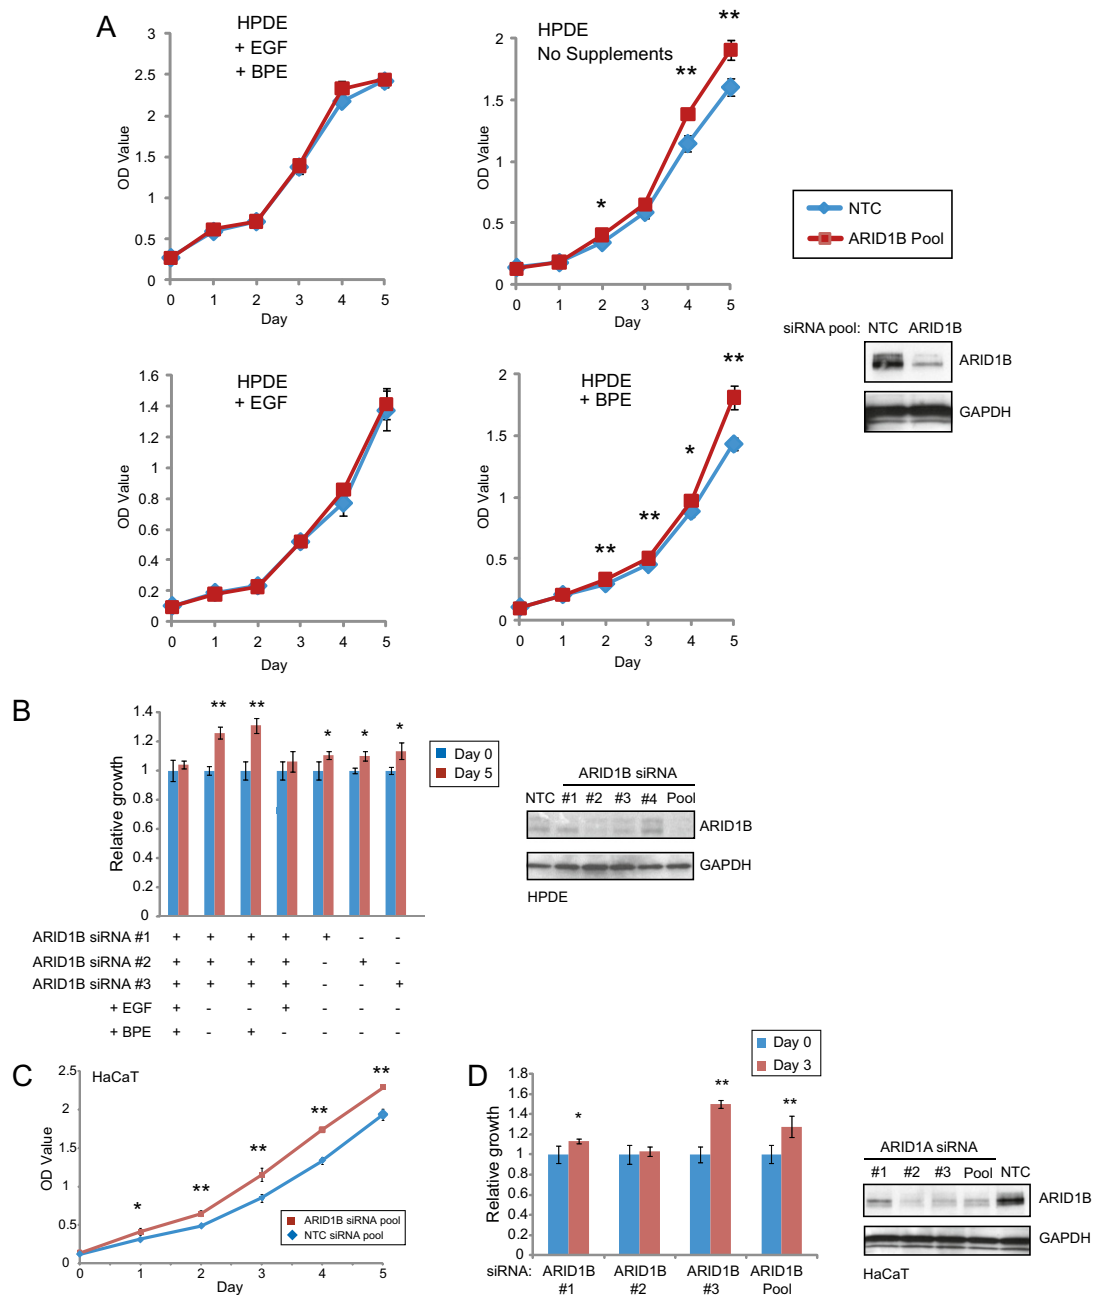 A
HPDE
+ EGF
+ BPE
3
2.5
2
1.5
1
0.5
0
OD Value
0 1 2 3 4 5
Day
HPDE
No Supplements
2
1.5
1
0.5
0
OD Value
* ** **
0 1 2 3 4 5
Day
NTC
ARID1B Pool
siRNA pool: NTC ARID1B
ARID1B
GAPDH
HPDE
+ EGF
1.6
1.4
1.2
1
0.8
0.6
0.4
0.2
0
OD Value
0 1 2 3 4 5
Day
HPDE
+ BPE
2
1.5
1
0.5
0
OD Value
** ** * **
0 1 2 3 4 5
Day
B
1.4
1.2
1
0.8
0.6
0.4
0.2
0
Relative growth
** ** * * *
Day 0
Day 5
ARID1B siRNA #1 + + + + + - -
ARID1B siRNA #2 + + + + - + -
ARID1B siRNA #3 + + + + - - +
+ EGF + - - + - - -
+ BPE + - + - - - -
ARID1B siRNA
NTC #1 #2 #3 #4 Pool
ARID1B
GAPDH
HPDE
C
HaCaT
2.5
2
1.5
1
0.5
0
OD Value
* ** ** ** **
ARID1B siRNA pool
NTC siRNA pool
0 1 2 3 4 5
Day
D
Day 0
Day 3
1.8
1.6
1.4
1.2
1
0.8
0.6
0.4
0.2
0
Relative growth
* ** **
siRNA: ARID1B ARID1B ARID1B ARID1B
#1 #2 #3 Pool
ARID1A siRNA
#1 #2 #3 Pool NTC
ARID1B
GAPDH
HaCaT